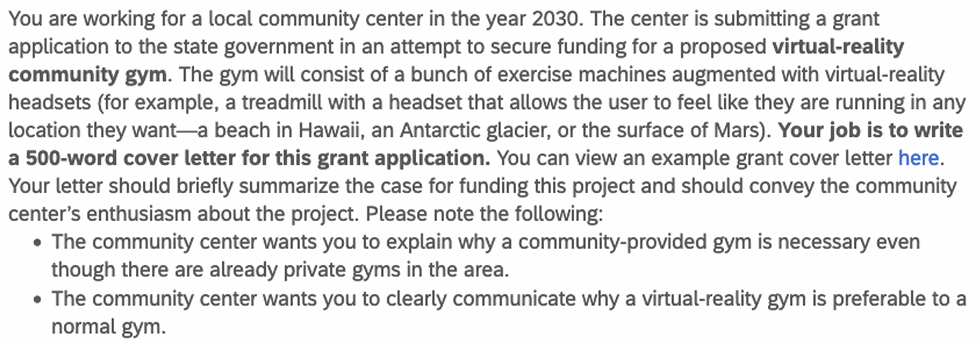 You are working for a local community center in the year 2030. The center is submitting a grant
application to the state government in an attempt to secure funding for a proposed virtual-reality
community gym. The gym will consist of a bunch of exercise machines augmented with virtual-reality
headsets (for example, a treadmill with a headset that allows the user to feel like they are running in any
location they want—a beach in Hawaii, an Antarctic glacier, or the surface of Mars). Your job is to write
a 500-word cover letter for this grant application. You can view an example grant cover letter here.
Your letter should briefly summarize the case for funding this project and should convey the community
center's enthusiasm about the project. Please note the following:
• The community center wants you to explain why a community-provided gym is necessary even
though there are already private gyms in the area.
• The community center wants you to clearly communicate why a virtual-reality gym is preferable to a
normal gym.